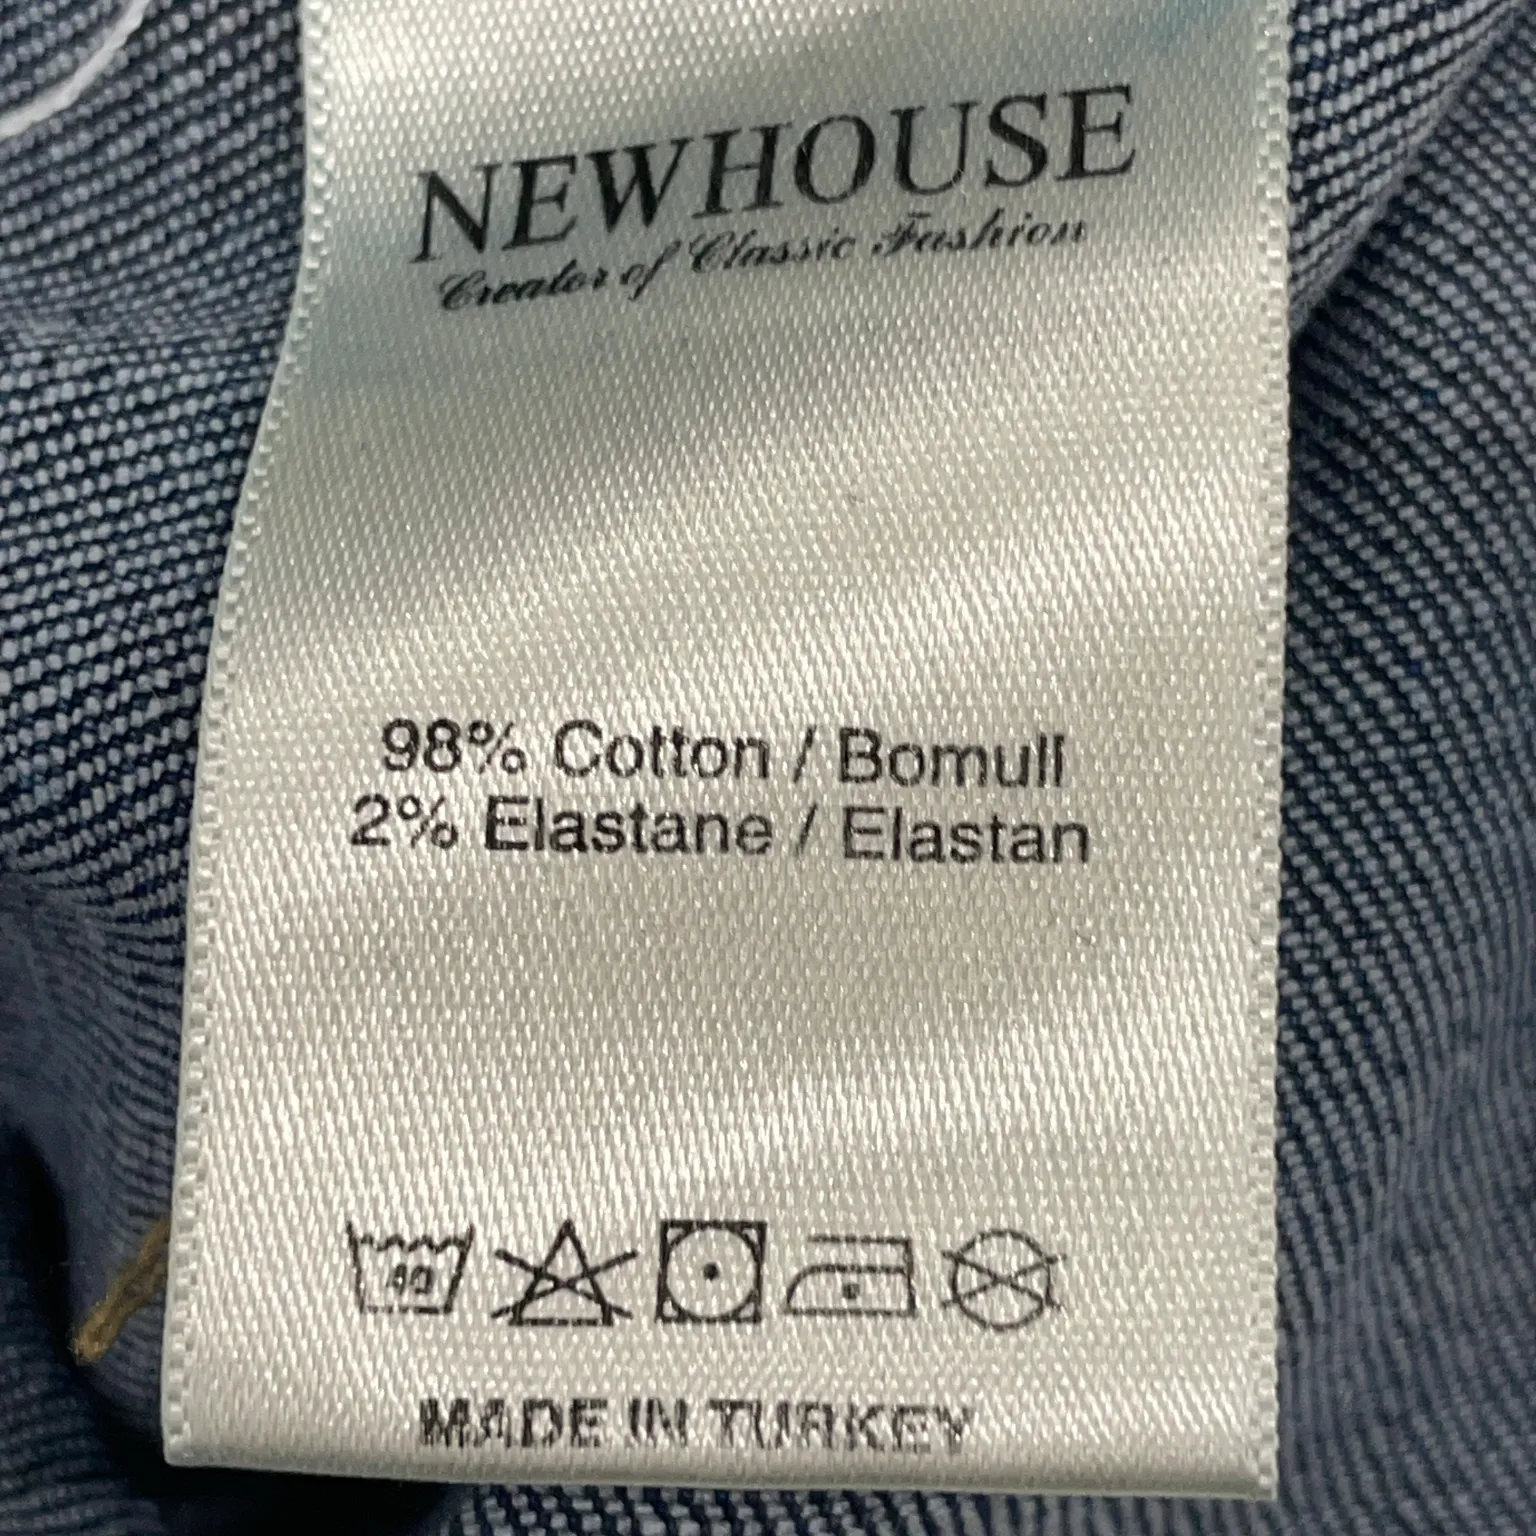 NEWHOUSE
Creator of Classic Fashion
98% Cotton / Bomull
2% Elastane / Elastan
40
MADE IN TURKEY